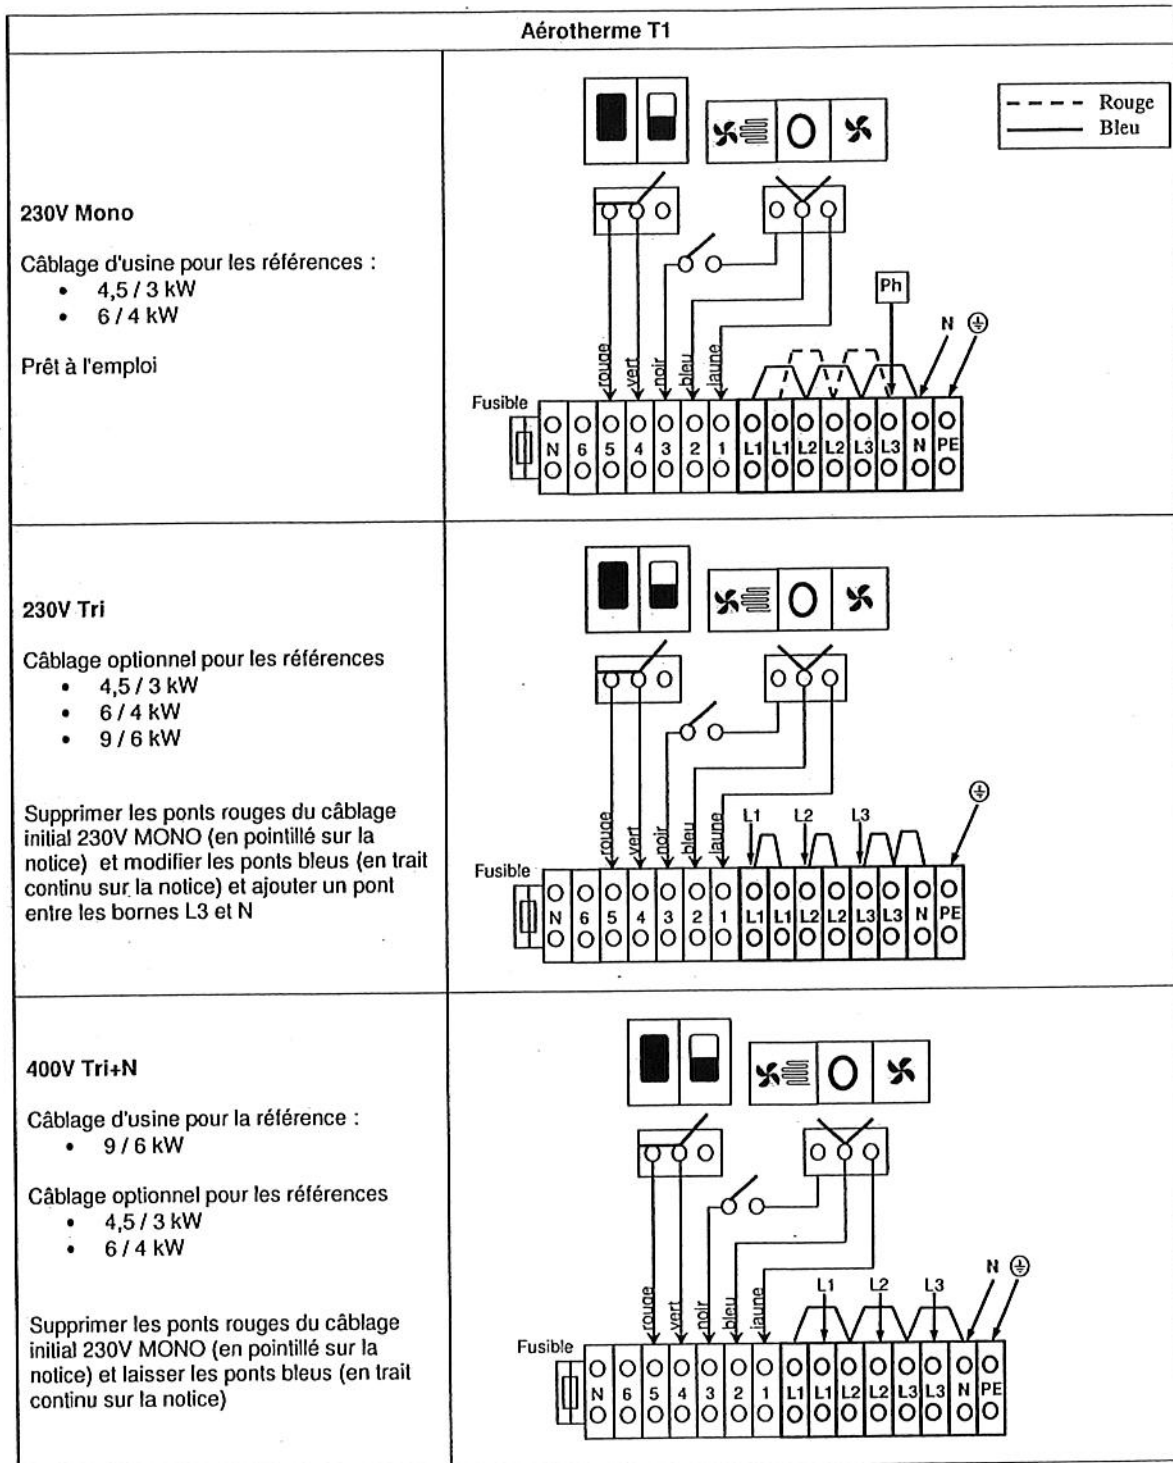 Aérotherme T1
230V Mono
Câblage d'usine pour les références :
• 4,5 / 3 kW
• 6 / 4 kW
Prêt à l'emploi
Rouge
Bleu
Ph
N
rouge
vert
noir
bleu
jaune
Fusible
N 6 5 4 3 2 1 L1 L1 L2 L2 L3 L3 N PE
230V Tri
Câblage optionnel pour les références
• 4,5 / 3 kW
• 6 / 4 kW
• 9 / 6 kW
Supprimer les ponts rouges du câblage
initial 230V MONO (en pointillé sur la
notice) et modifier les ponts bleus (en trait
continu sur la notice) et ajouter un pont
entre les bornes L3 et N
L1 L2 L3
rouge
vert
noir
bleu
jaune
Fusible
N 6 5 4 3 2 1 L1 L1 L2 L2 L3 L3 N PE
400V Tri+N
Câblage d'usine pour la référence :
• 9 / 6 kW
Câblage optionnel pour les références
• 4,5 / 3 kW
• 6 / 4 kW
Supprimer les ponts rouges du câblage
initial 230V MONO (en pointillé sur la
notice) et laisser les ponts bleus (en trait
continu sur la notice)
L1 L2 L3 N
rouge
vert
noir
bleu
jaune
Fusible
N 6 5 4 3 2 1 L1 L1 L2 L2 L3 L3 N PE